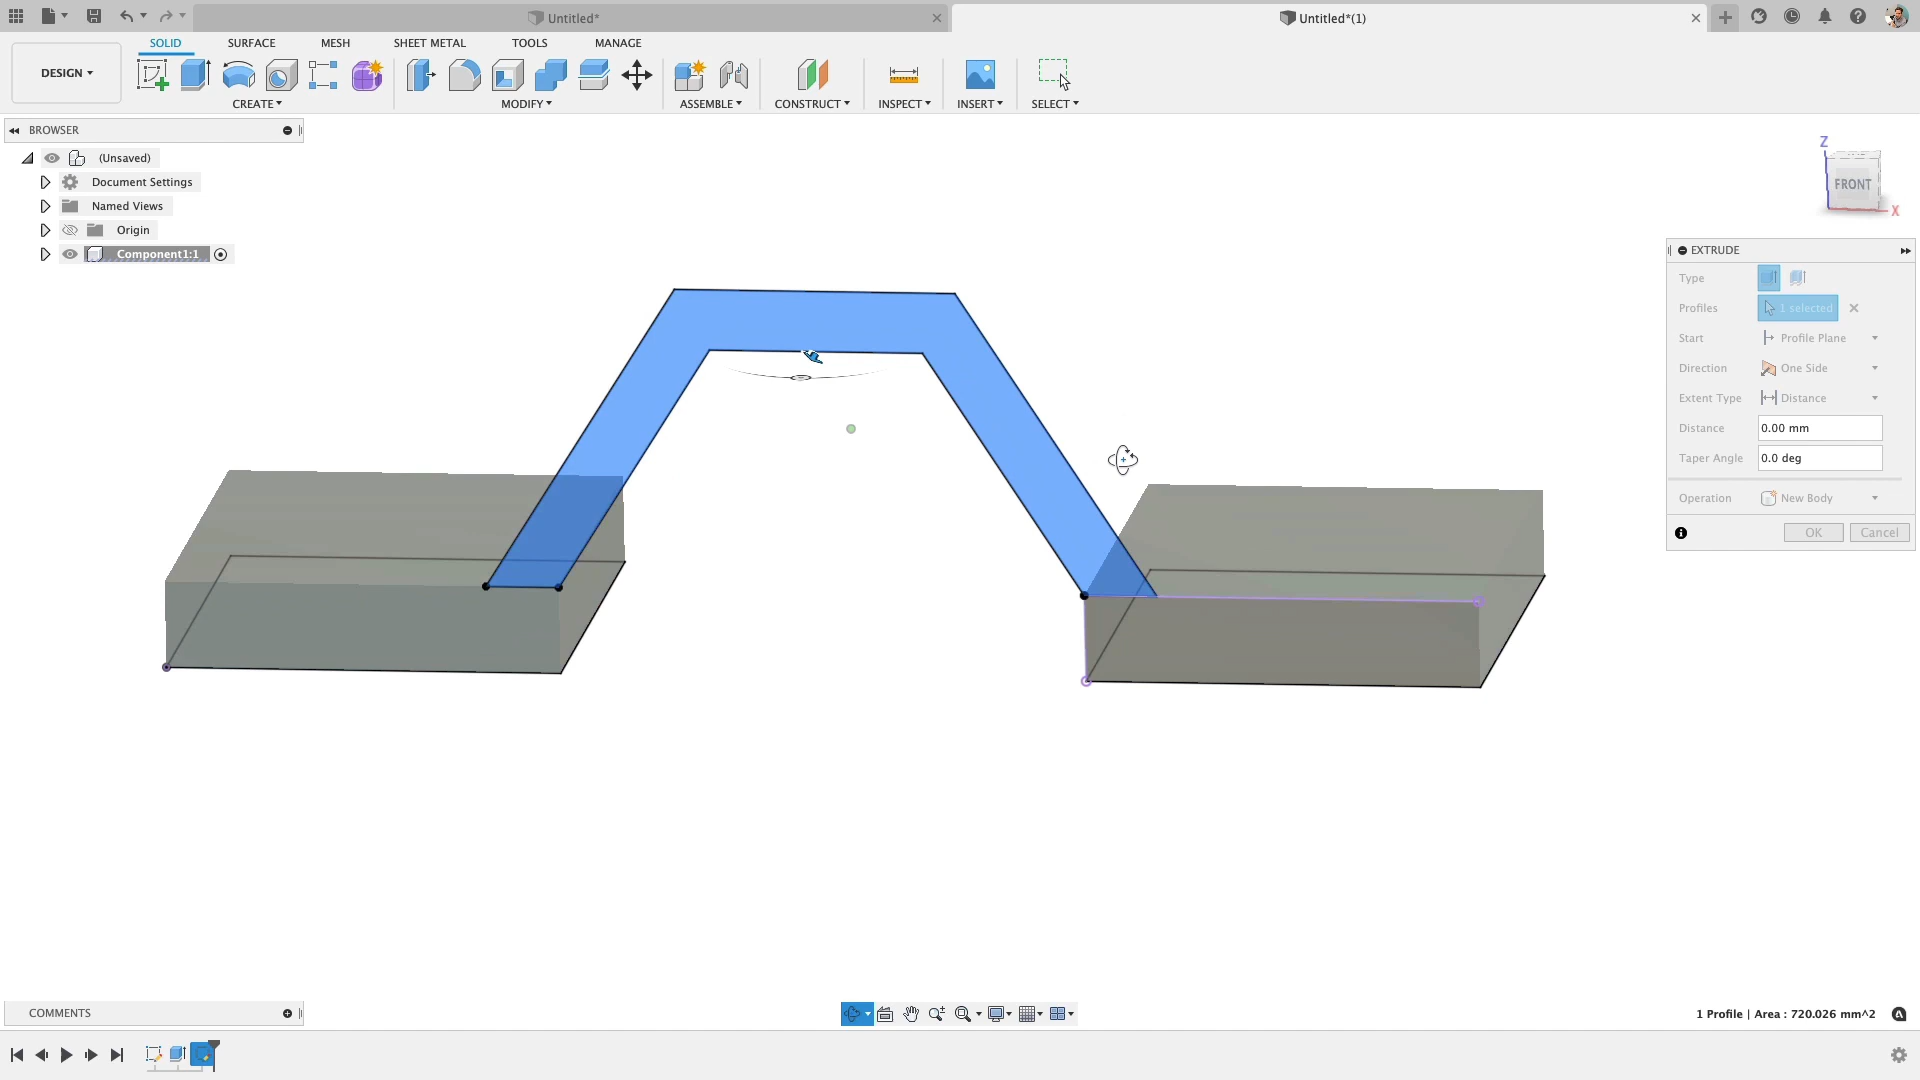 Untitled*
Untitled*(1)
SOLID SURFACE MESH SHEET METAL TOOLS MANAGE
DESIGN
CREATE MODIFY ASSEMBLE CONSTRUCT INSPECT INSERT SELECT
BROWSER
(Unsaved)
Document Settings
Named Views
Origin
Component1:1
Z
FRONT
X
EXTRUDE
Type
Profiles 1 selected
Start Profile Plane
Direction One Side
Extent Type Distance
Distance 0.00 mm
Taper Angle 0.0 deg
Operation New Body
OK Cancel
COMMENTS
1 Profile | Area : 720.026 mm^2